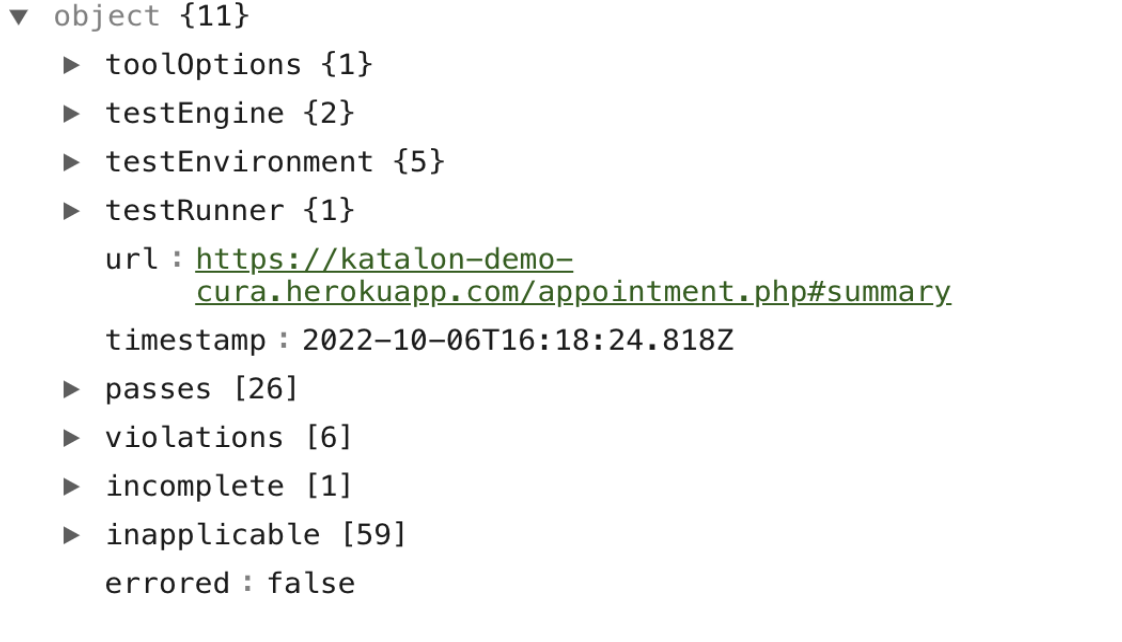 ▼ object {11}
▶ toolOptions {1}
▶ testEngine {2}
▶ testEnvironment {5}
▶ testRunner {1}
url : https://katalon-demo-
cura.herokuapp.com/appointment.php#summary
timestamp : 2022-10-06T16:18:24.818Z
▶ passes [26]
▶ violations [6]
▶ incomplete [1]
▶ inapplicable [59]
errored : false